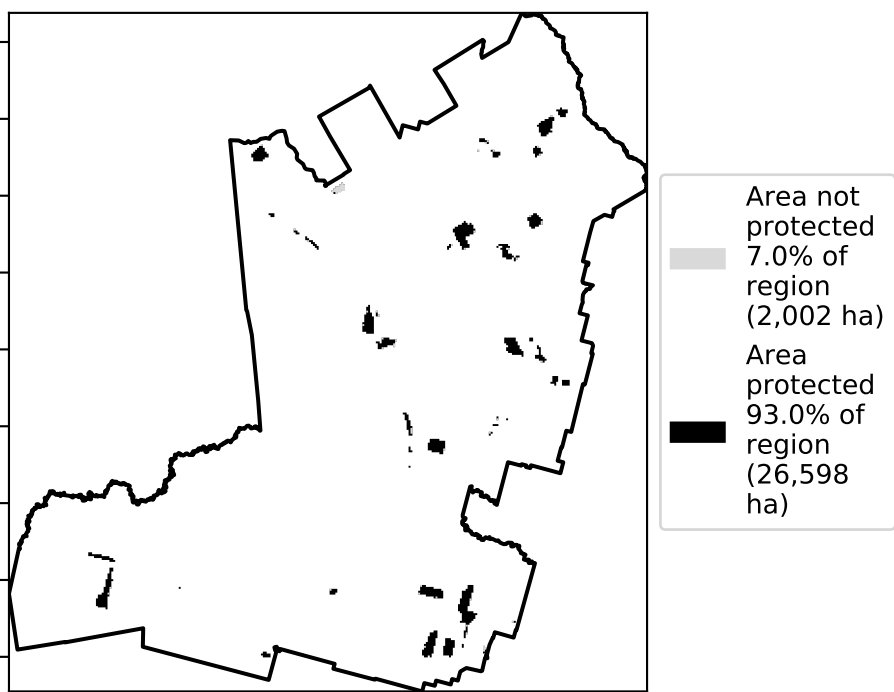 Area not
protected
7.0% of
region
(2,002 ha)
Area
protected
93.0% of
region
(26,598
ha)